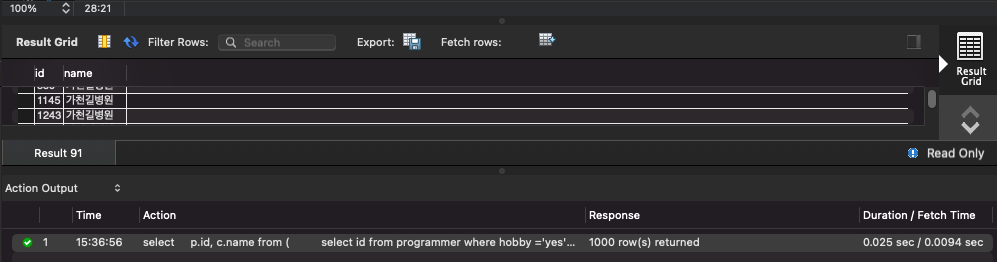 100% 28:21
Result Grid Filter Rows: Search Export: Fetch rows:
Result Grid
id name
1145 가천길병원
1243 가천길병원
Result 91 Read Only
Action Output
Time Action Response Duration / Fetch Time
1 15:36:56 select p.id, c.name from ( select id from programmer where hobby ='yes'... 1000 row(s) returned 0.025 sec / 0.0094 sec